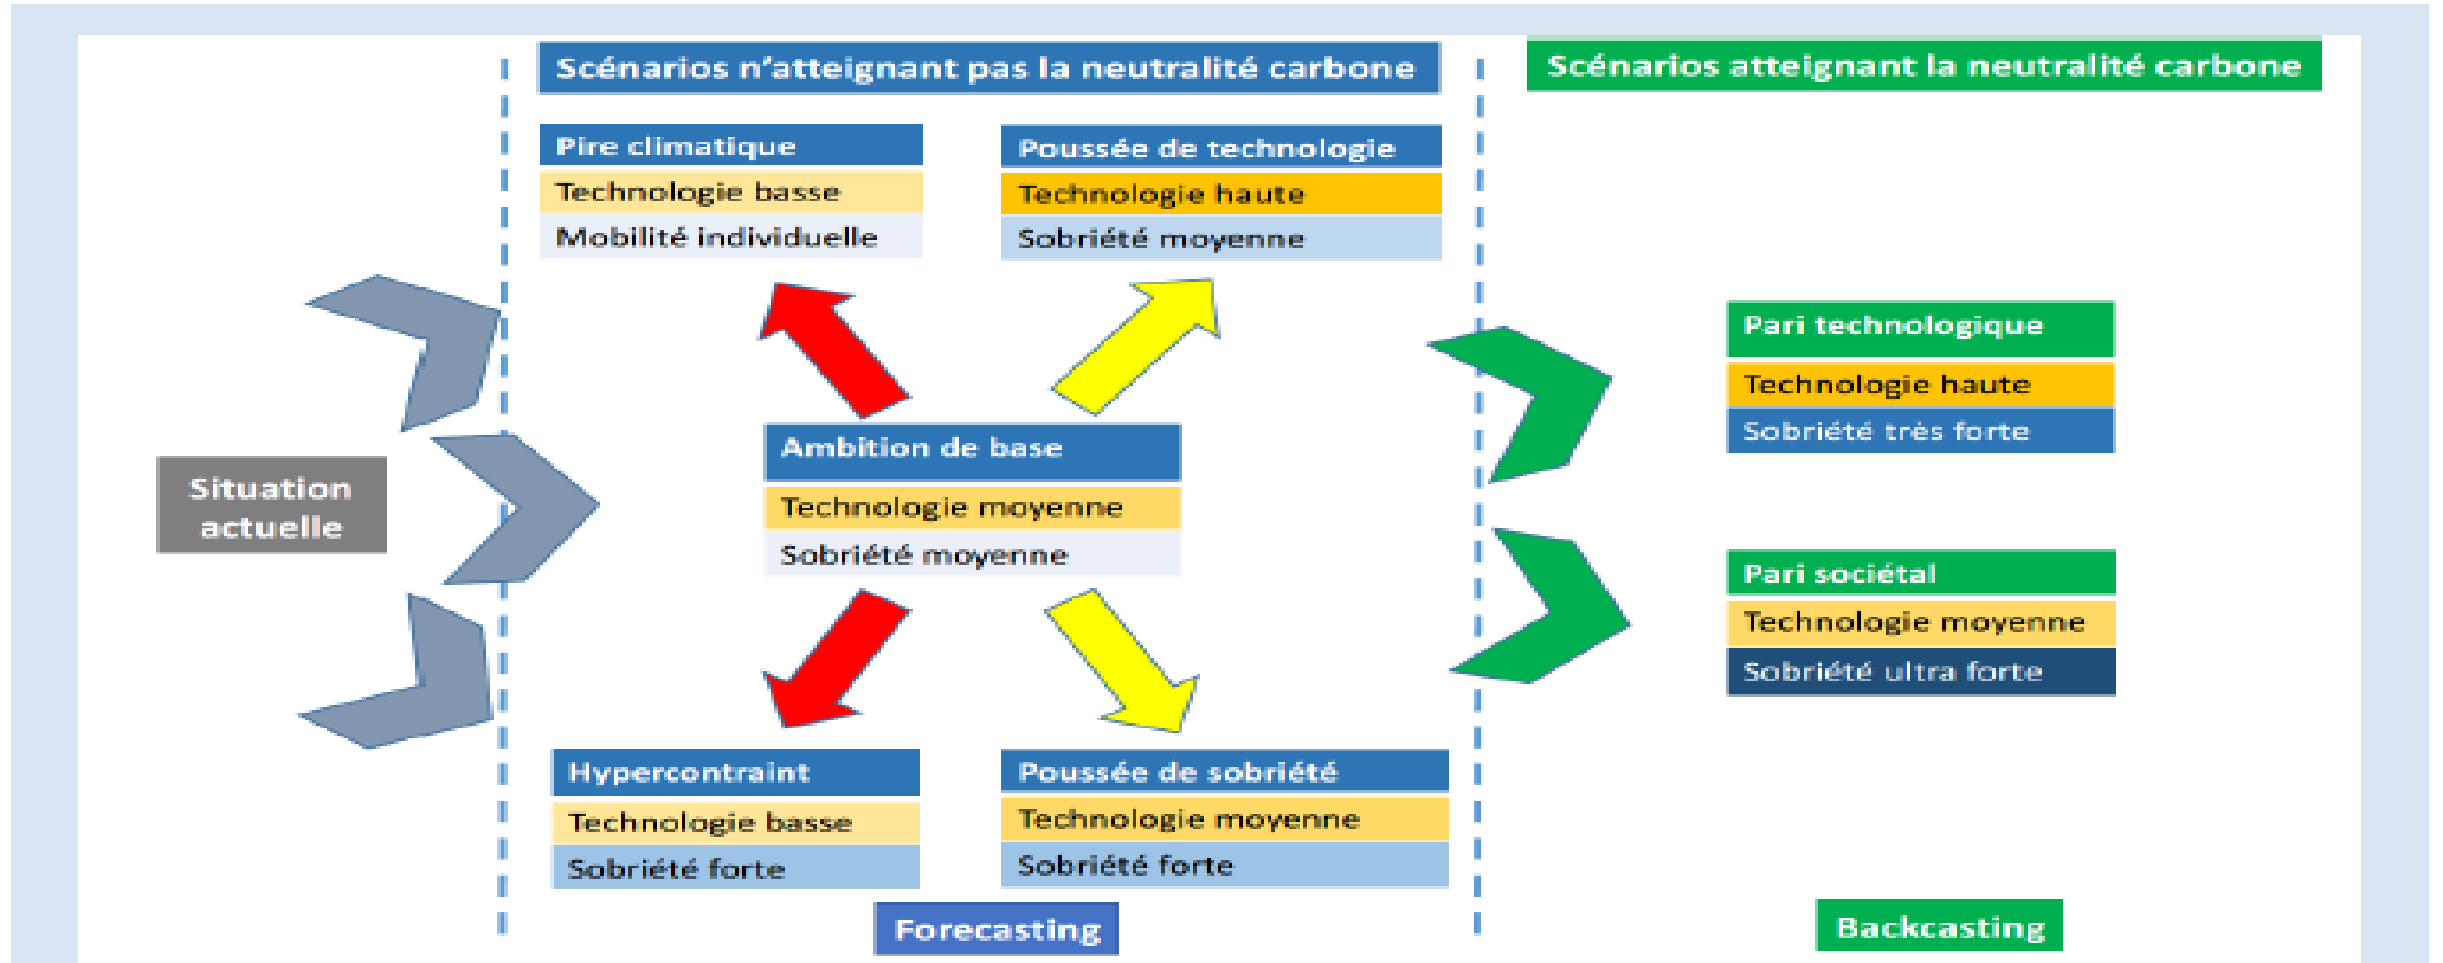 Scénarios n'atteignant pas la neutralité carbone
Scénarios atteignant la neutralité carbone
Pire climatique
Technologie basse
Mobilité individuelle
Poussée de technologie
Technologie haute
Sobriété moyenne
Situation
actuelle
Ambition de base
Technologie moyenne
Sobriété moyenne
Pari technologique
Technologie haute
Sobriété très forte
Pari sociétal
Technologie moyenne
Sobriété ultra forte
Hypercontraint
Technologie basse
Sobriété forte
Poussée de sobriété
Technologie moyenne
Sobriété forte
Forecasting
Backcasting